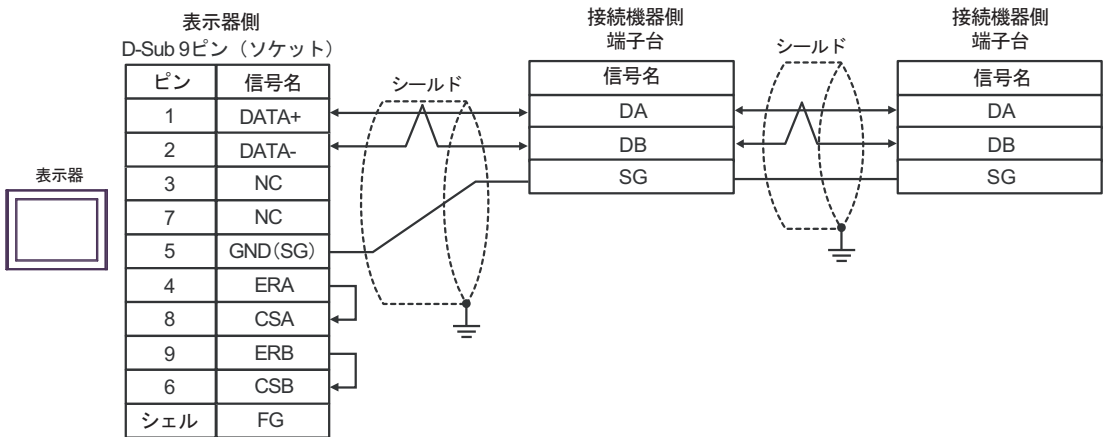 表示器側
D-Sub 9ピン（ソケット）
ピン 信号名
1 DATA+
2 DATA-
3 NC
7 NC
5 GND(SG)
4 ERA
8 CSA
9 ERB
6 CSB
シェル FG
表示器
シールド
接続機器側
端子台
信号名
DA
DB
SG
シールド
接続機器側
端子台
信号名
DA
DB
SG